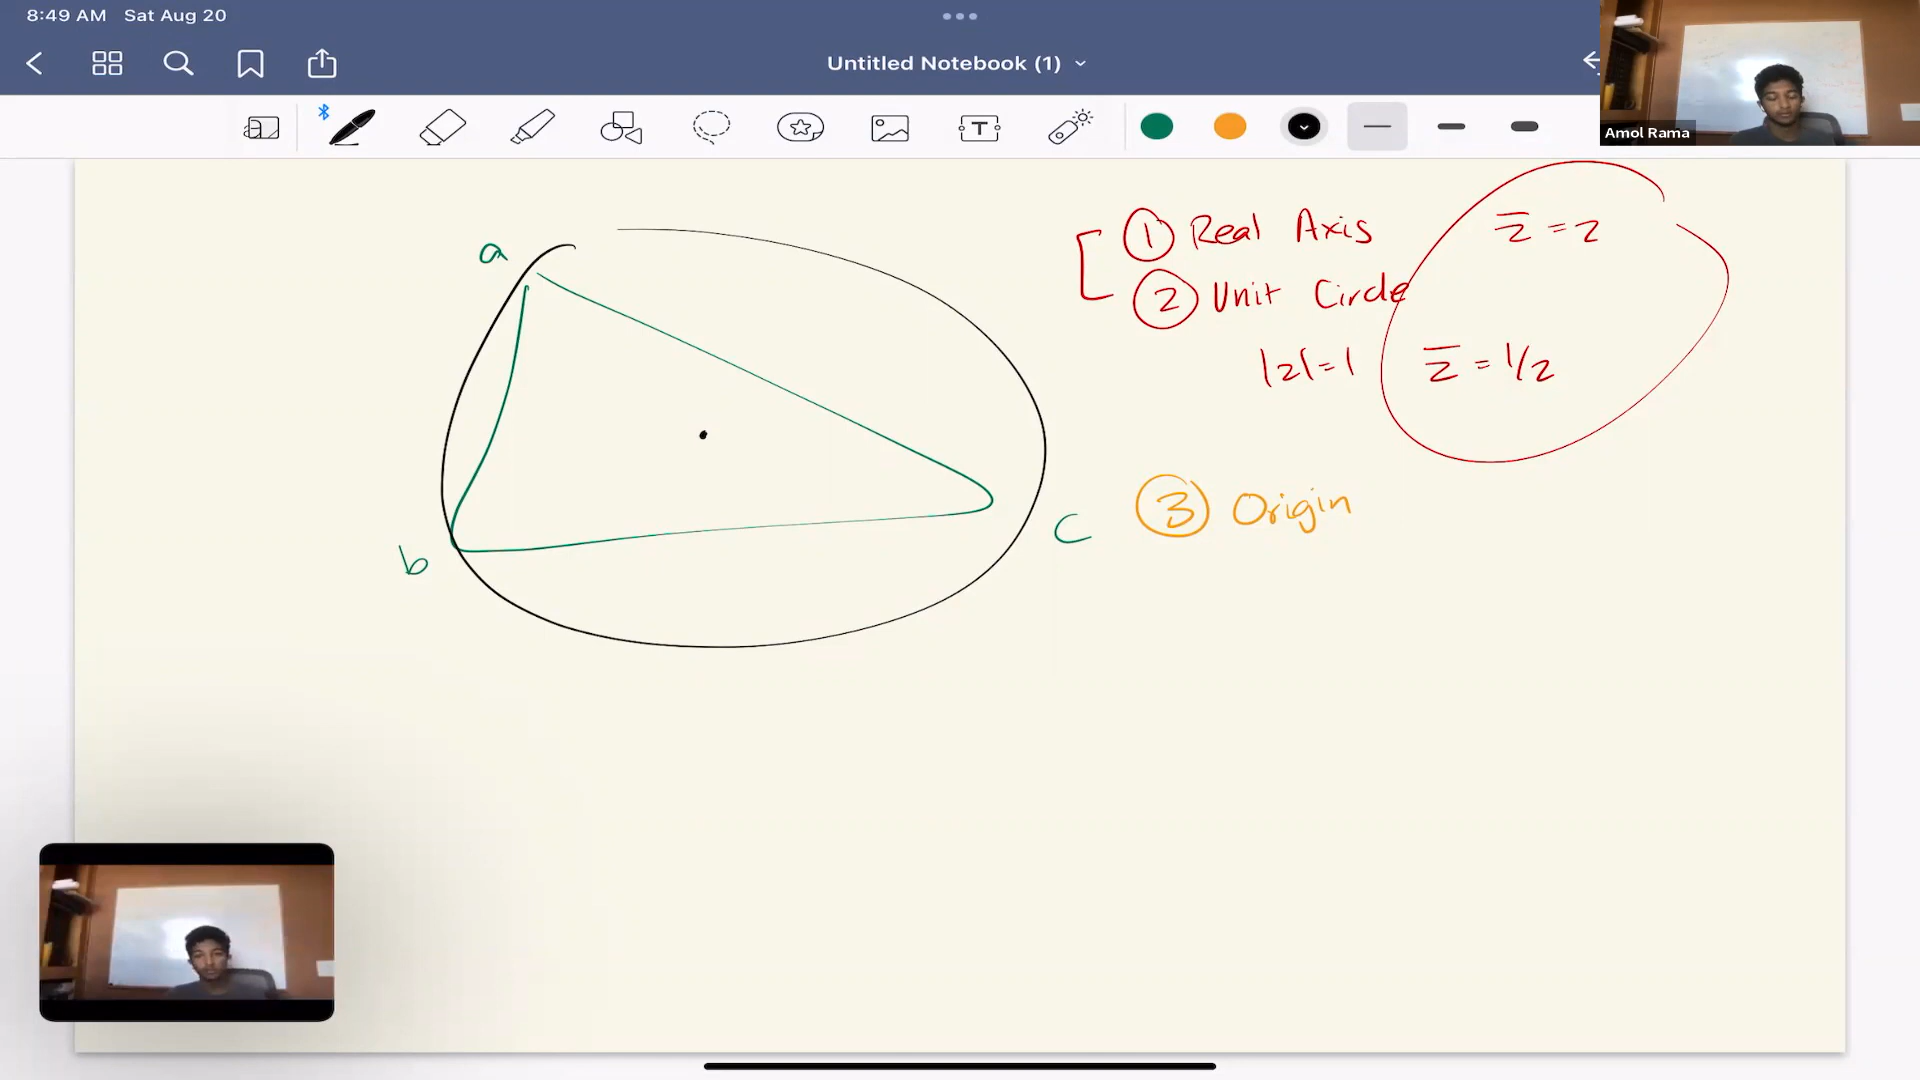 8:49 AM Sat Aug 20
Untitled Notebook (1)
Amol Rama
a
b
c
① Real Axis z̅ = z
② Unit Circle
|z| = 1 z̅ = 1/z
③ Origin